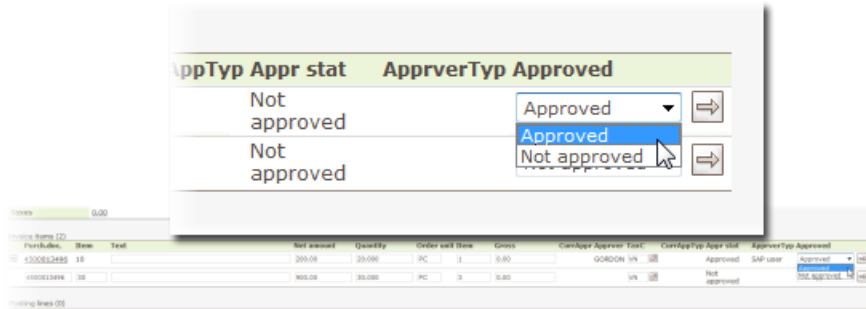 AppTyp Appr stat ApprverTyp Approved
Not approved
Approved
Approved
Not approved
Not approved
Taxes 0.00
Invoice items (2)
Purch.doc. Item Text Net amount Quantity Order unit Item Gross CurrAppr Apprver TaxC CurrAppTyp Appr stat ApprverTyp Approved
4500013496 10 200.00 20.000 PC 1 0.00 GORDON VN Approved SAP user Approved
Approved
Not approved
4500013496 30 900.00 30.000 PC 3 0.00 VN Not approved
Posting lines (0)